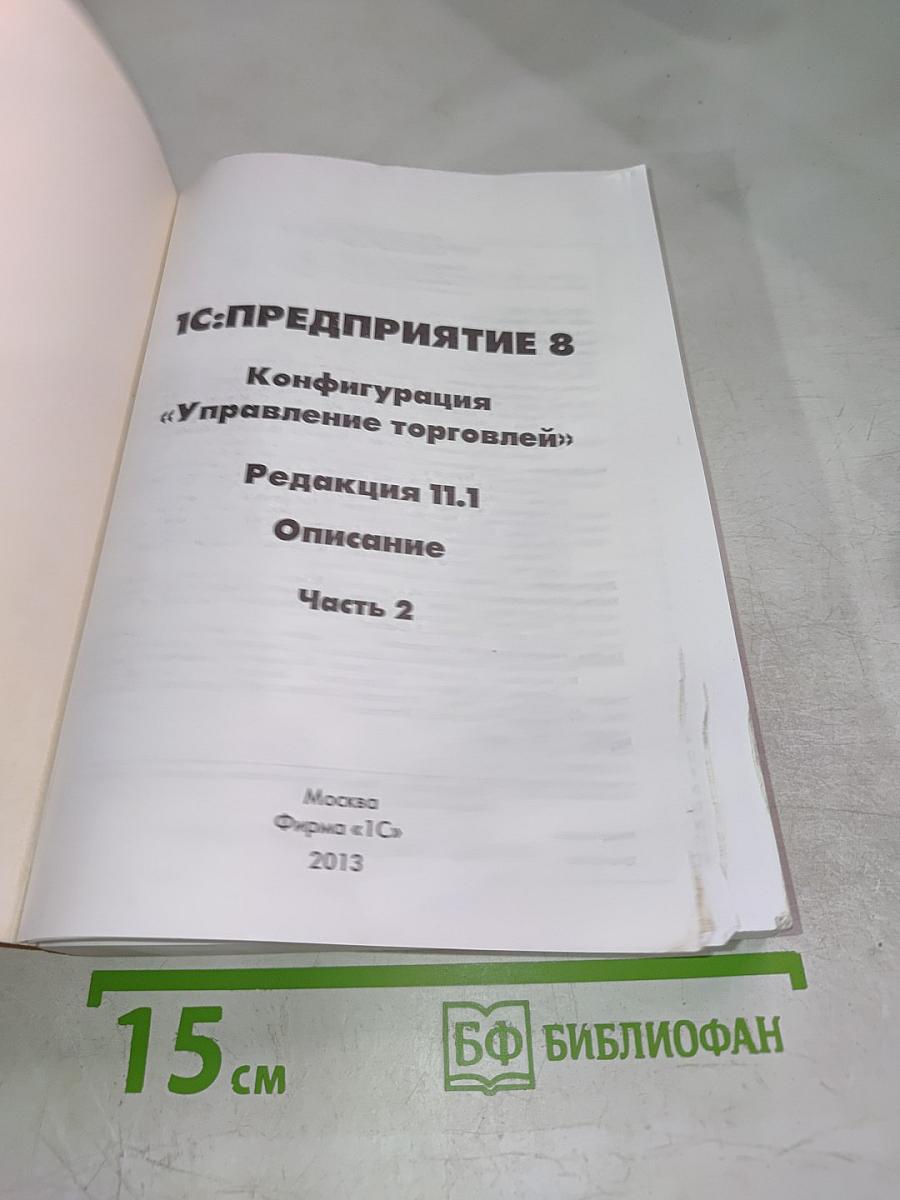 1С:ПРЕДПРИЯТИЕ 8
Конфигурация
«Управление торговлей»
Редакция 11.1
Описание
Часть 2
Москва
Фирма «1С»
2013
15 см
БФ БИБЛИОФАН